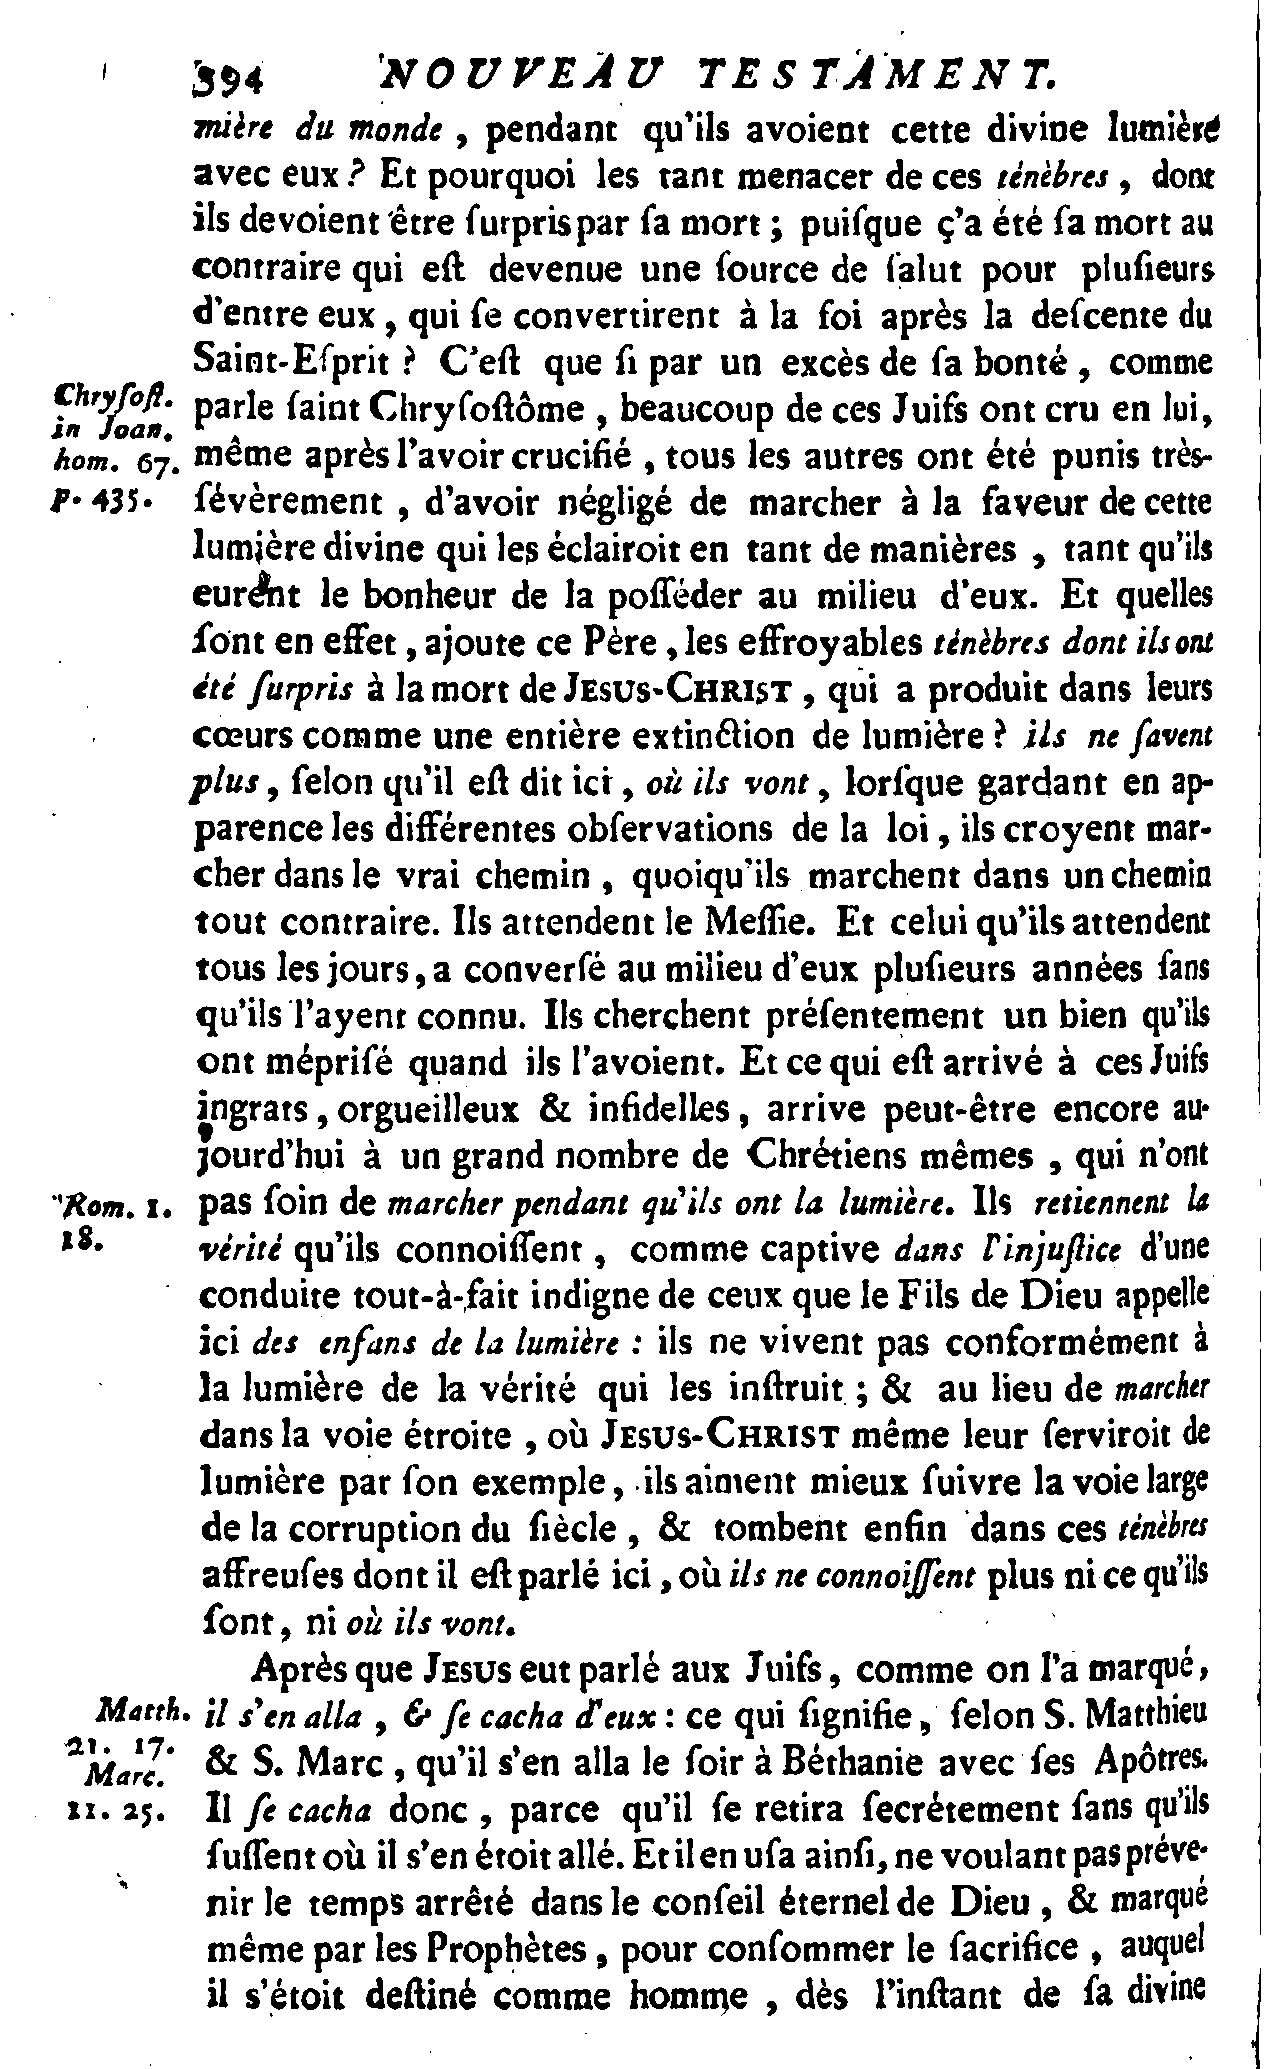 394 NOUVEAU TESTAMENT.
mière du monde, pendant qu'ils avoient cette divine lumière
avec eux? Et pourquoi les tant menacer de ces ténèbres, dont
ils devoient être ſurpris par ſa mort; puiſque ç'a été ſa mort au
contraire qui eſt devenue une ſource de ſalut pour pluſieurs
d'entre eux, qui ſe convertirent à la foi après la deſcente du
Saint-Eſprit? C'eſt que ſi par un excès de ſa bonté, comme
Chryſoſt.
in Joan.
hom. 67.
p. 435.
parle ſaint Chryſoſtôme, beaucoup de ces Juifs ont cru en lui,
même après l'avoir crucifié, tous les autres ont été punis très-
ſévèrement, d'avoir négligé de marcher à la faveur de cette
lumière divine qui les éclairoit en tant de manières, tant qu'ils
eurent le bonheur de la poſſéder au milieu d'eux. Et quelles
ſont en effet, ajoute ce Père, les effroyables ténèbres dont ils ont
été ſurpris à la mort de JESUS-CHRIST, qui a produit dans leurs
cœurs comme une entière extinction de lumière? ils ne ſavent
plus, ſelon qu'il eſt dit ici, où ils vont, lorſque gardant en ap-
parence les différentes obſervations de la loi, ils croyent mar-
cher dans le vrai chemin, quoiqu'ils marchent dans un chemin
tout contraire. Ils attendent le Meſſie. Et celui qu'ils attendent
tous les jours, a converſé au milieu d'eux pluſieurs années ſans
qu'ils l'ayent connu. Ils cherchent préſentement un bien qu'ils
ont mépriſé quand ils l'avoient. Et ce qui eſt arrivé à ces Juifs
ingrats, orgueilleux & infidelles, arrive peut-être encore au-
jourd'hui à un grand nombre de Chrétiens mêmes, qui n'ont
Rom. 1.
18.
pas ſoin de marcher pendant qu'ils ont la lumière. Ils retiennent la
vérité qu'ils connoiſſent, comme captive dans l'injuſtice d'une
conduite tout-à-fait indigne de ceux que le Fils de Dieu appelle
ici des enfans de la lumière: ils ne vivent pas conformément à
la lumière de la vérité qui les inſtruit; & au lieu de marcher
dans la voie étroite, où JESUS-CHRIST même leur ſerviroit de
lumière par ſon exemple, ils aiment mieux ſuivre la voie large
de la corruption du ſiècle, & tombent enfin dans ces ténèbres
affreuſes dont il eſt parlé ici, où ils ne connoiſſent plus ni ce qu'ils
ſont, ni où ils vont.
Après que JESUS eut parlé aux Juifs, comme on l'a marqué,
Matth.
21. 17.
Marc.
11. 25.
il s'en alla, & ſe cacha d'eux: ce qui ſignifie, ſelon S. Matthieu
& S. Marc, qu'il s'en alla le ſoir à Béthanie avec ſes Apôtres.
Il ſe cacha donc, parce qu'il ſe retira ſecrétement ſans qu'ils
ſuſſent où il s'en étoit allé. Et il en uſa ainſi, ne voulant pas préve-
nir le temps arrêté dans le conſeil éternel de Dieu, & marqué
même par les Prophètes, pour conſommer le ſacrifice, auquel
il s'étoit deſtiné comme homme, dès l'inſtant de ſa divine